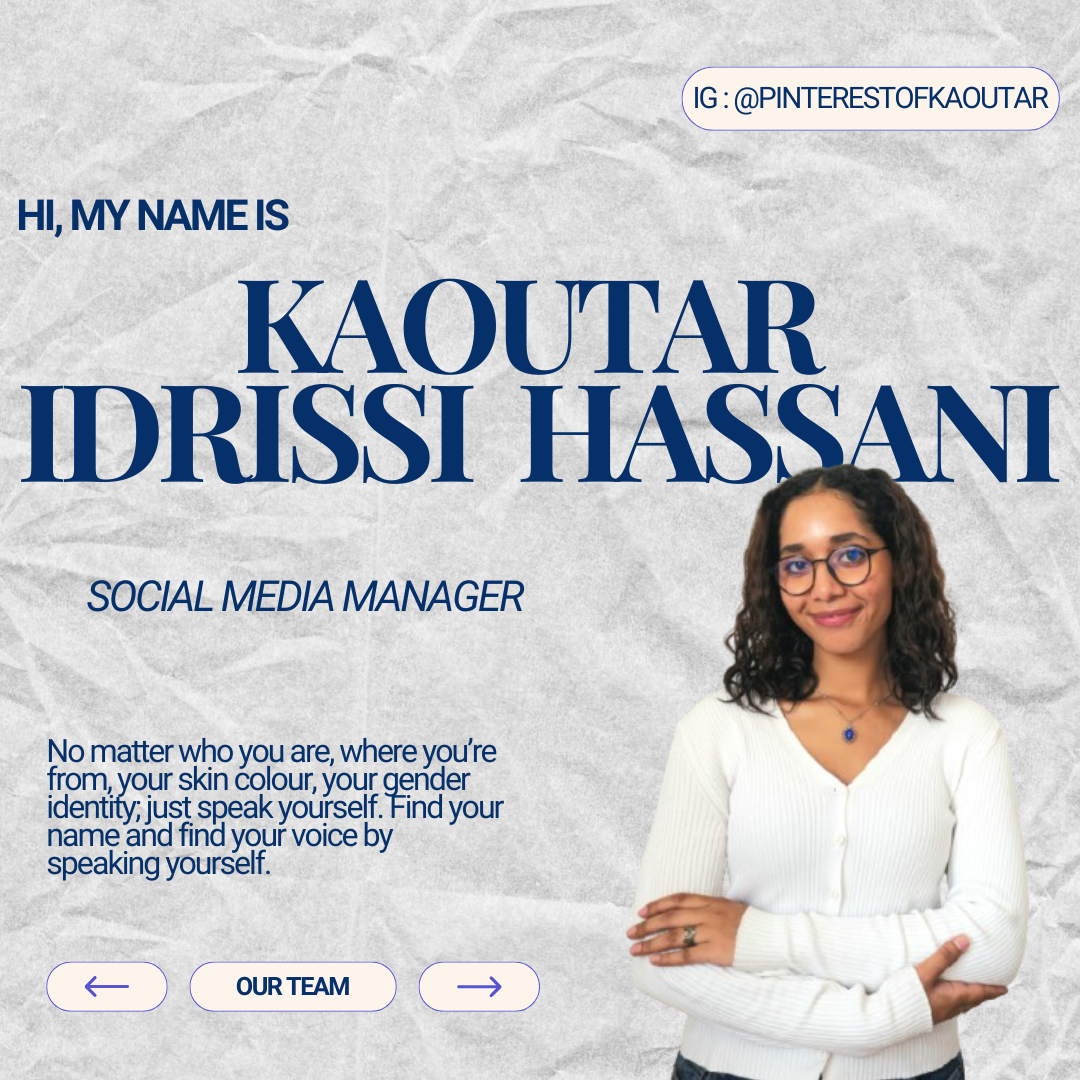 IG : @PINTERESTOFKAOUTAR
HI, MY NAME IS
KAOUTAR
IDRISSI HASSANI
SOCIAL MEDIA MANAGER
No matter who you are, where you’re
from, your skin colour, your gender
identity; just speak yourself. Find your
name and find your voice by
speaking yourself.
OUR TEAM